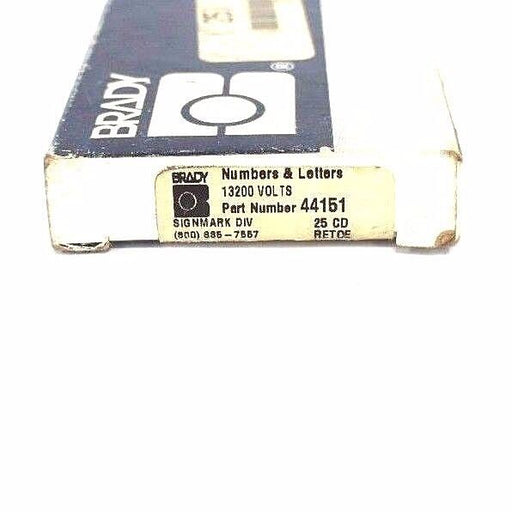 BRADY
BRADY
Numbers & Letters
13200 VOLTS
Part Number 44151
SIGNMARK DIV
25 CD
(800) 635-7557
RETOE